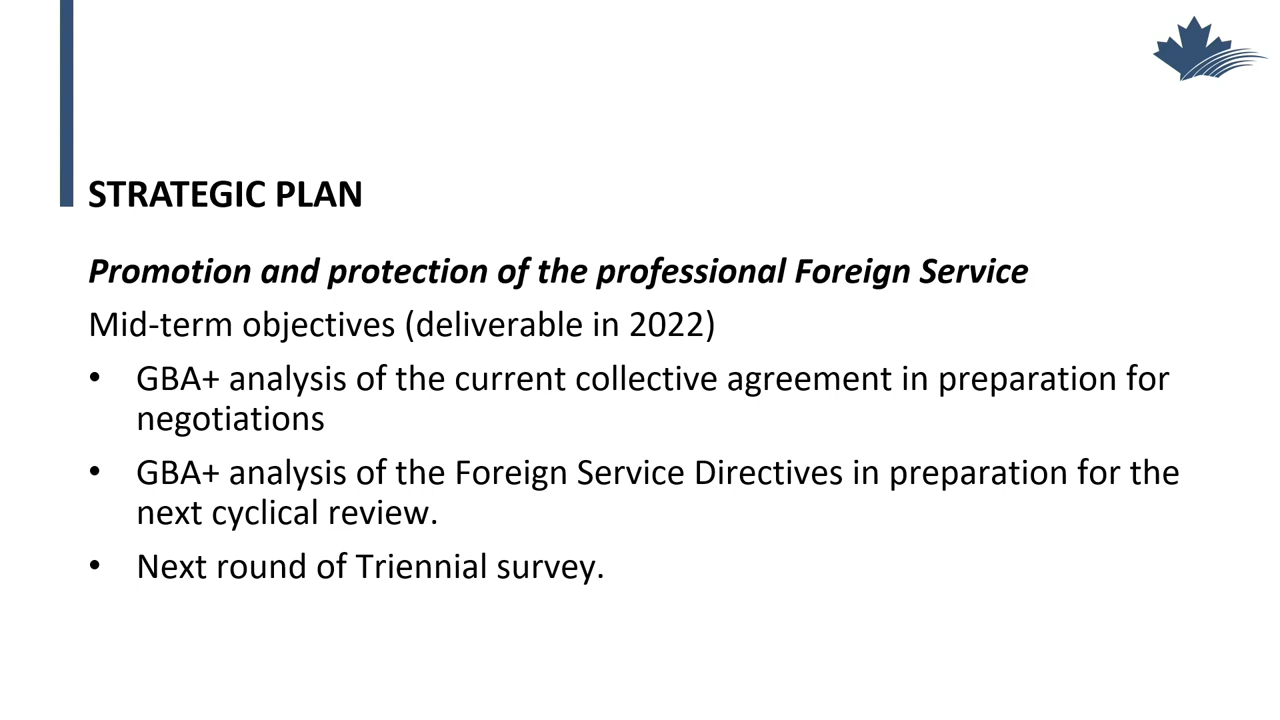 STRATEGIC PLAN
Promotion and protection of the professional Foreign Service
Mid-term objectives (deliverable in 2022)
• GBA+ analysis of the current collective agreement in preparation for
negotiations
• GBA+ analysis of the Foreign Service Directives in preparation for the
next cyclical review.
• Next round of Triennial survey.